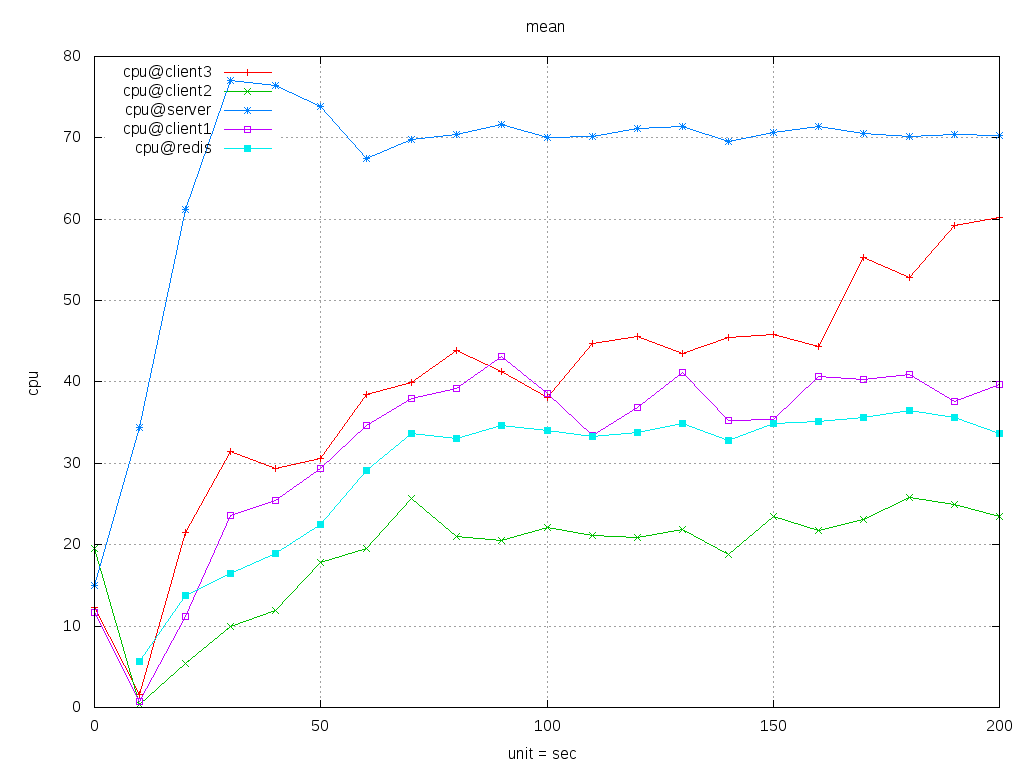 mean
80
70
60
50
40
30
20
10
0
cpu
cpu@client3
cpu@client2
cpu@server
cpu@client1
cpu@redis
0 50 100 150 200
unit = sec